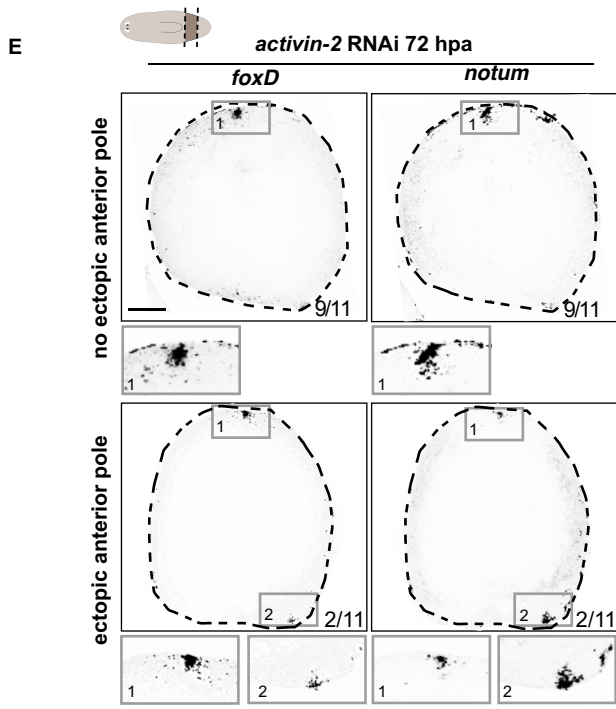 E
activin-2 RNAi 72 hpa
foxD
notum
no ectopic anterior pole
1
9/11
1
9/11
1
1
ectopic anterior pole
1
2
2/11
1
2
2/11
1
2
1
2